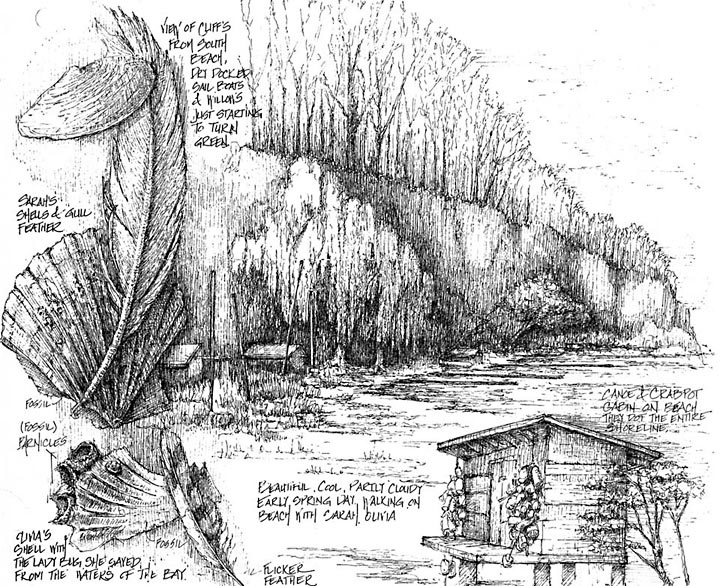 VIEW OF CLIFFS
FROM SOUTH
BEACH,
DRY DOCKED
SAIL BOATS
& WILLOWS
JUST STARTING
TO TURN
GREEN.
SARAH'S
SHELLS & GULL
FEATHER
FOSSIL
(FOSSIL)
BARNICLES
OLIVIA'S
SHELL WITH
THE LADY BUG SHE SAVED
FROM THE WATERS OF THE BAY.
FOSSIL
FLICKER
FEATHER
BEAUTIFUL, COOL, PARTLY CLOUDY
EARLY SPRING DAY, WALKING ON
BEACH WITH SARAH, OLIVIA
CANOE & CRABPOT
CABIN ON BEACH
THEY DOT THE ENTIRE
SHORELINE.